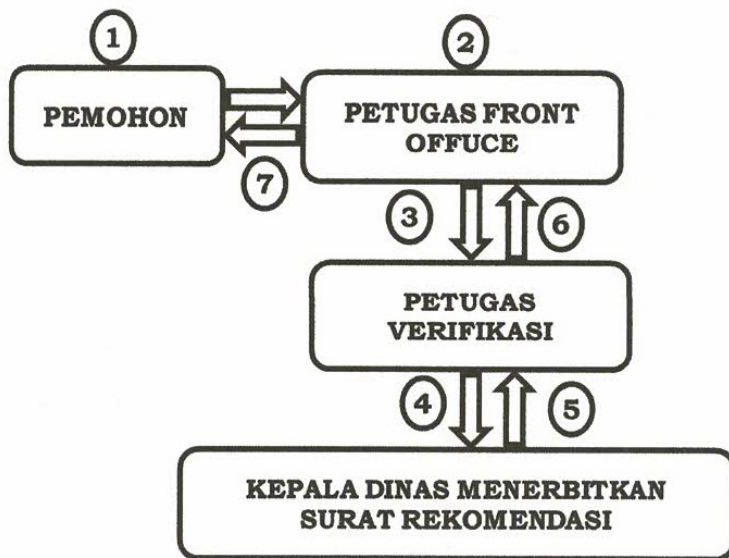 1
2
PEMOHON
PETUGAS FRONT
OFFUCE
7
3
6
PETUGAS
VERIFIKASI
4
5
KEPALA DINAS MENERBITKAN
SURAT REKOMENDASI